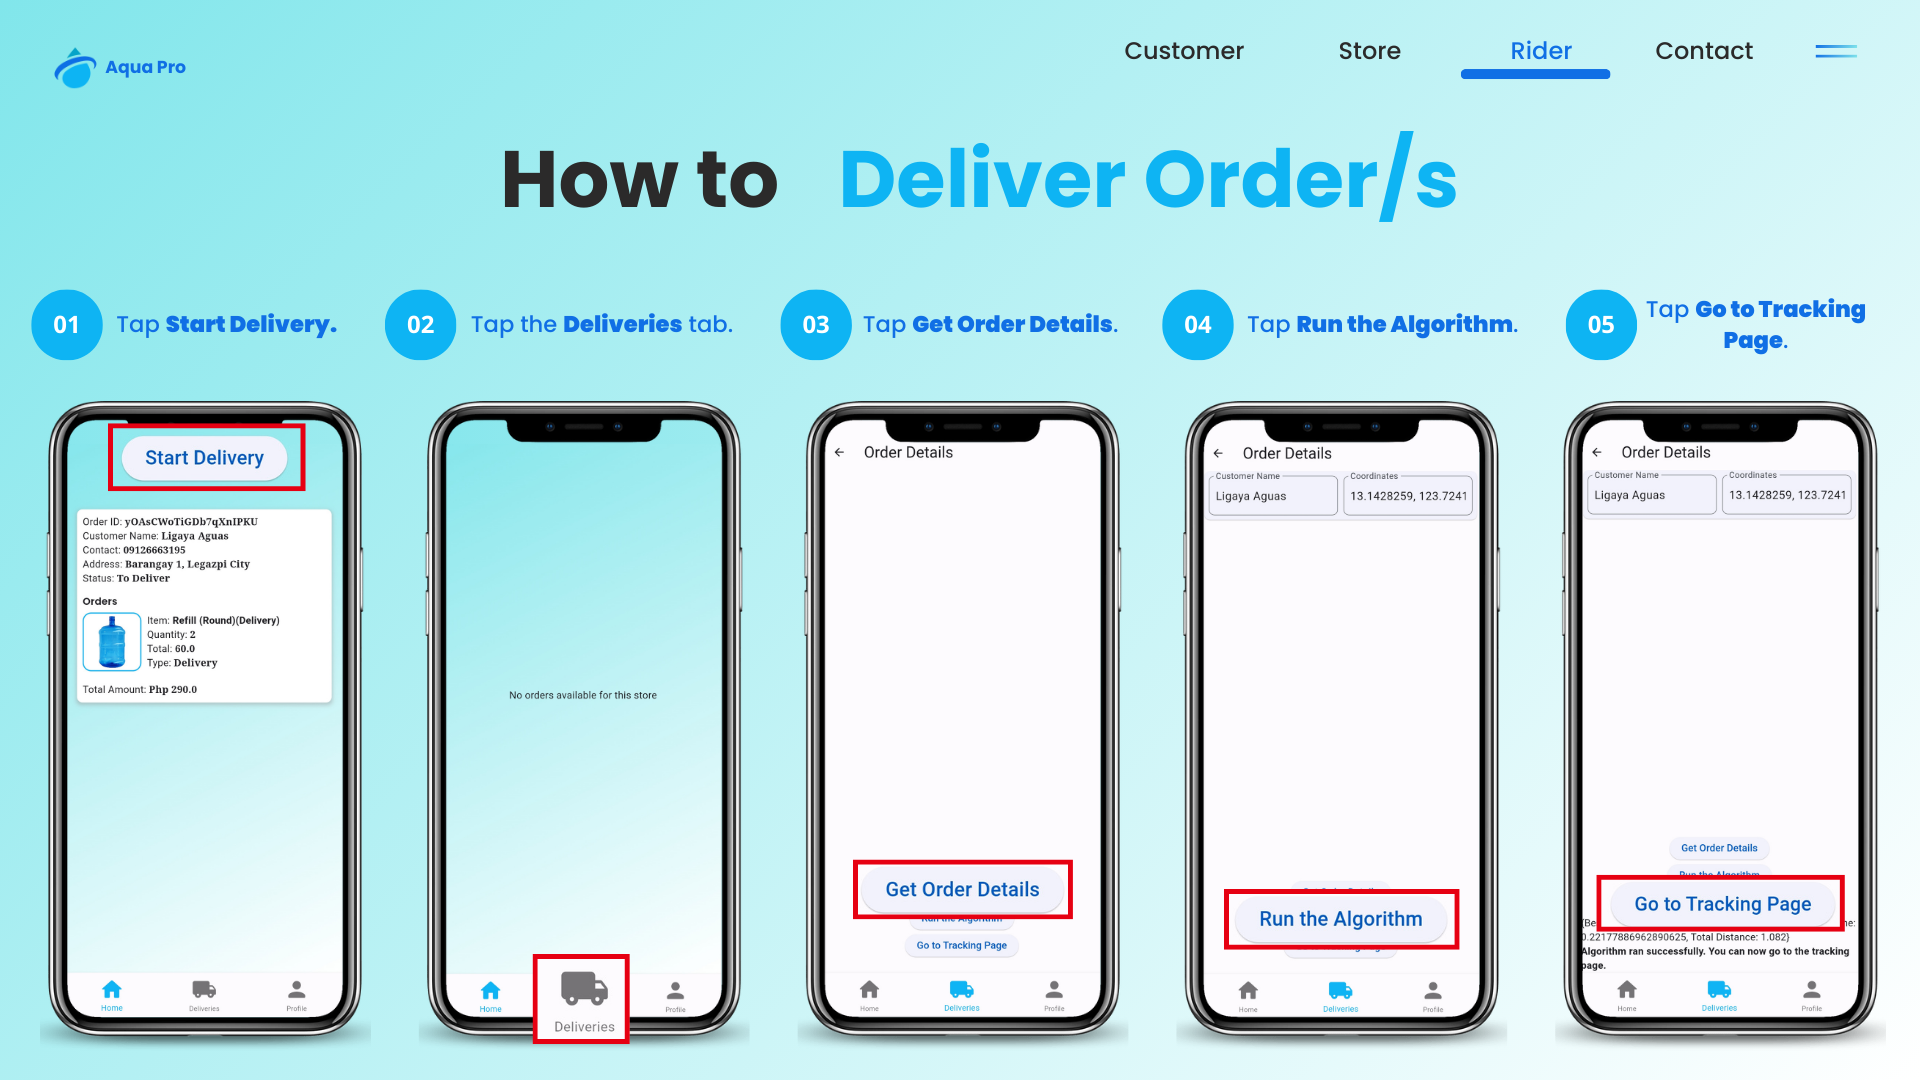 Aqua Pro
Customer
Store
Rider
Contact
How to Deliver Order/s
01
Tap Start Delivery.
02
Tap the Deliveries tab.
03
Tap Get Order Details.
04
Tap Run the Algorithm.
05
Tap Go to Tracking
Page.
Start Delivery
Order ID: yOAsCWoTiGDb7qXnIPKU
Customer Name: Ligaya Aguas
Contact: 09126663195
Address: Barangay 1, Legazpi City
Status: To Deliver
Orders
Item: Refill (Round)(Delivery)
Quantity: 2
Total: 60.0
Type: Delivery
Total Amount: Php 290.0
Home
Deliveries
Profile
No orders available for this store
Home
Deliveries
Profile
Order Details
Get Order Details
Run the Algorithm
Go to Tracking Page
Home
Deliveries
Profile
Order Details
Customer Name
Ligaya Aguas
Coordinates
13.1428259, 123.7241
Run the Algorithm
Home
Deliveries
Profile
Order Details
Customer Name
Ligaya Aguas
Coordinates
13.1428259, 123.7241
Get Order Details
Run the Algorithm
Go to Tracking Page
0.22177886962890625, Total Distance: 1.082)
Algorithm ran successfully. You can now go to the tracking
page.
Home
Deliveries
Profile